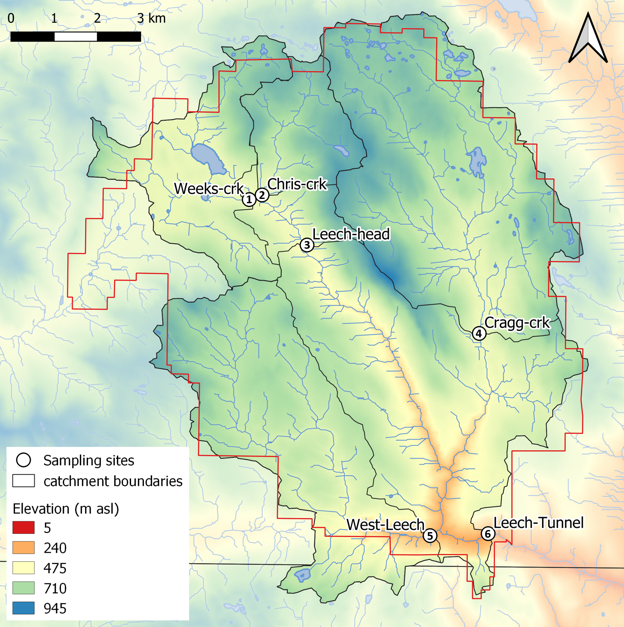 0 1 2 3 km
Weeks-crk
Chris-crk
1
2
Leech-head
3
Cragg-crk
4
West-Leech
5
Leech-Tunnel
6
Sampling sites
catchment boundaries
Elevation (m asl)
5
240
475
710
945